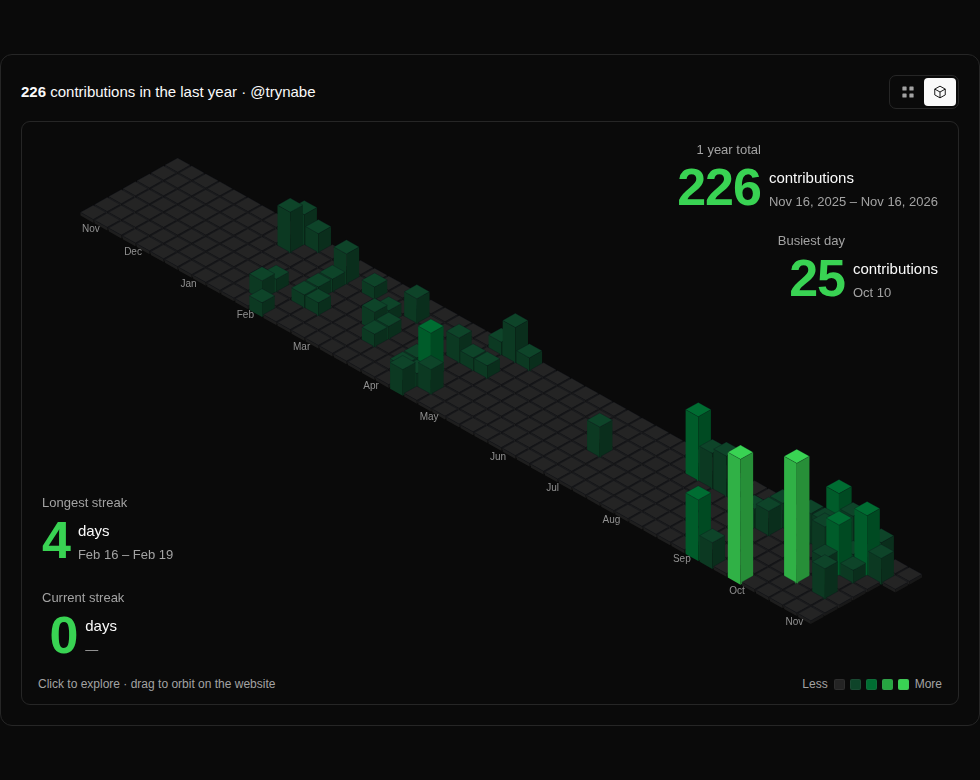 226 contributions in the last year · @trynabe
1 year total
226 contributions
Nov 16, 2025 – Nov 16, 2026
Busiest day
25 contributions
Oct 10
Nov
Dec
Jan
Feb
Mar
Apr
May
Jun
Jul
Aug
Sep
Oct
Nov
Longest streak
4 days
Feb 16 – Feb 19
Current streak
0 days
—
Click to explore · drag to orbit on the website
Less More